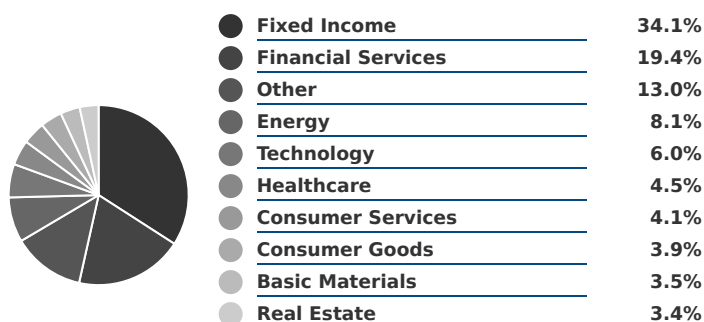 Fixed Income 34.1%
Financial Services 19.4%
Other 13.0%
Energy 8.1%
Technology 6.0%
Healthcare 4.5%
Consumer Services 4.1%
Consumer Goods 3.9%
Basic Materials 3.5%
Real Estate 3.4%